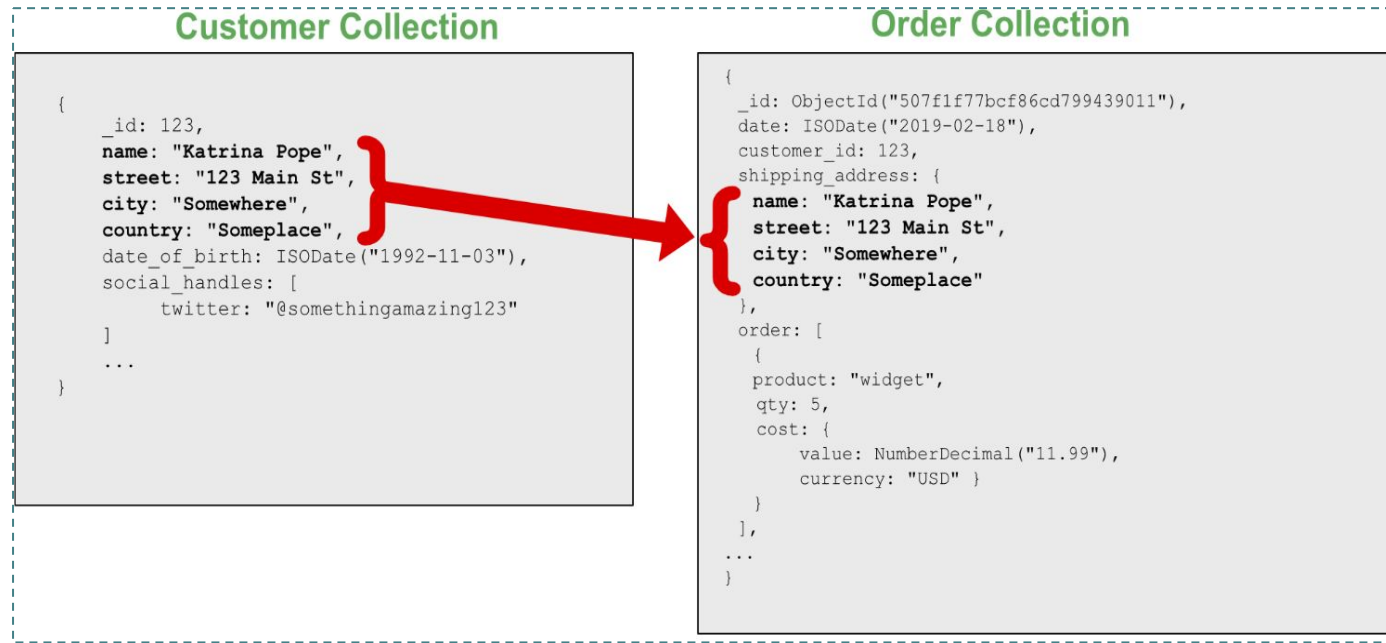 Customer Collection
{
_id: 123,
name: "Katrina Pope",
street: "123 Main St",
city: "Somewhere",
country: "Someplace",
date_of_birth: ISODate("1992-11-03"),
social_handles: [
twitter: "@somethingamazing123"
]
...
}
Order Collection
{
_id: ObjectId("507f1f77bcf86cd799439011"),
date: ISODate("2019-02-18"),
customer_id: 123,
shipping_address: {
name: "Katrina Pope",
street: "123 Main St",
city: "Somewhere",
country: "Someplace"
},
order: [
{
product: "widget",
qty: 5,
cost: {
value: NumberDecimal("11.99"),
currency: "USD" }
}
],
...
}